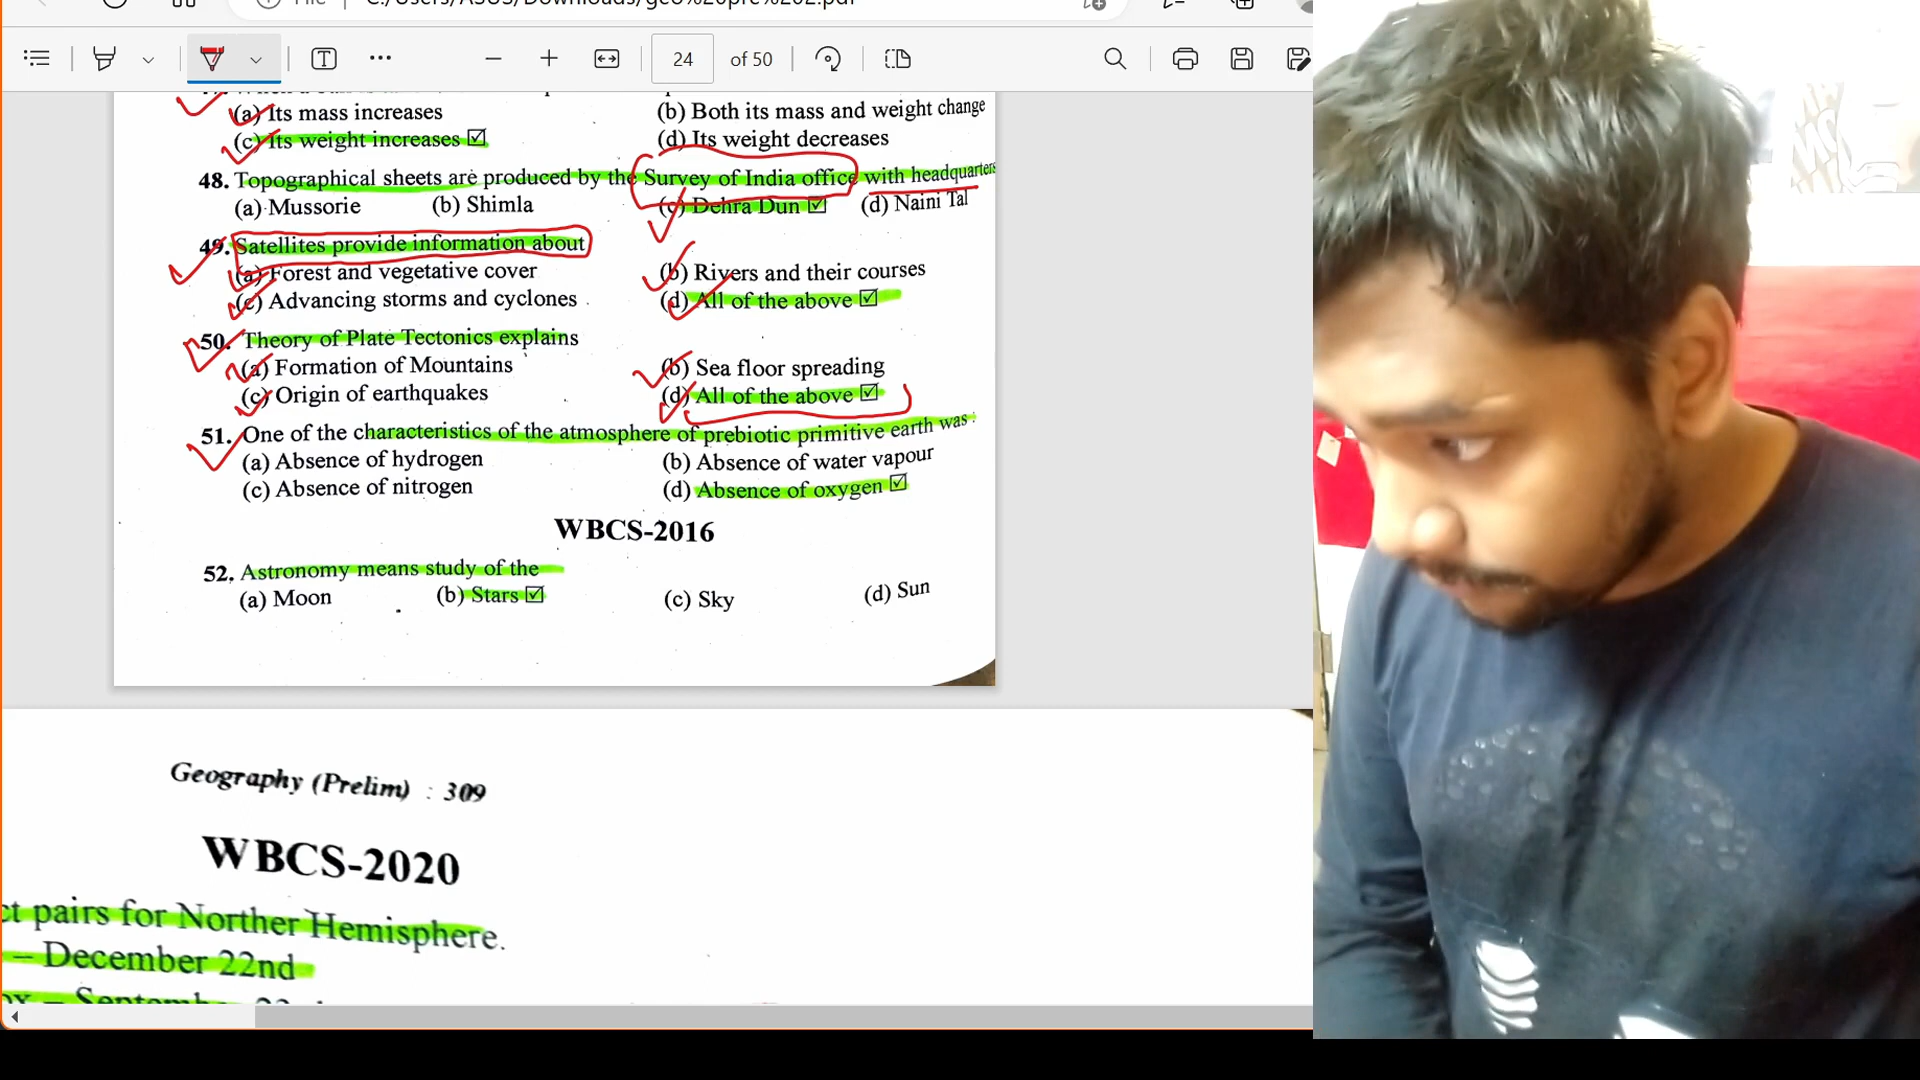 24 of 50
(a) Its mass increases (b) Both its mass and weight change
(c) Its weight increases (d) Its weight decreases
48. Topographical sheets are produced by the Survey of India office with headquarters
(a) Mussorie (b) Shimla (c) Dehra Dun (d) Naini Tal
49. Satellites provide information about
(a) Forest and vegetative cover (b) Rivers and their courses
(c) Advancing storms and cyclones (d) All of the above
50. Theory of Plate Tectonics explains
(a) Formation of Mountains (b) Sea floor spreading
(c) Origin of earthquakes (d) All of the above
51. One of the characteristics of the atmosphere of prebiotic primitive earth was :
(a) Absence of hydrogen (b) Absence of water vapour
(c) Absence of nitrogen (d) Absence of oxygen
WBCS-2016
52. Astronomy means study of the
(a) Moon (b) Stars (c) Sky (d) Sun
Geography (Prelim) : 309
WBCS-2020
pairs for Norther Hemisphere.
– December 22nd